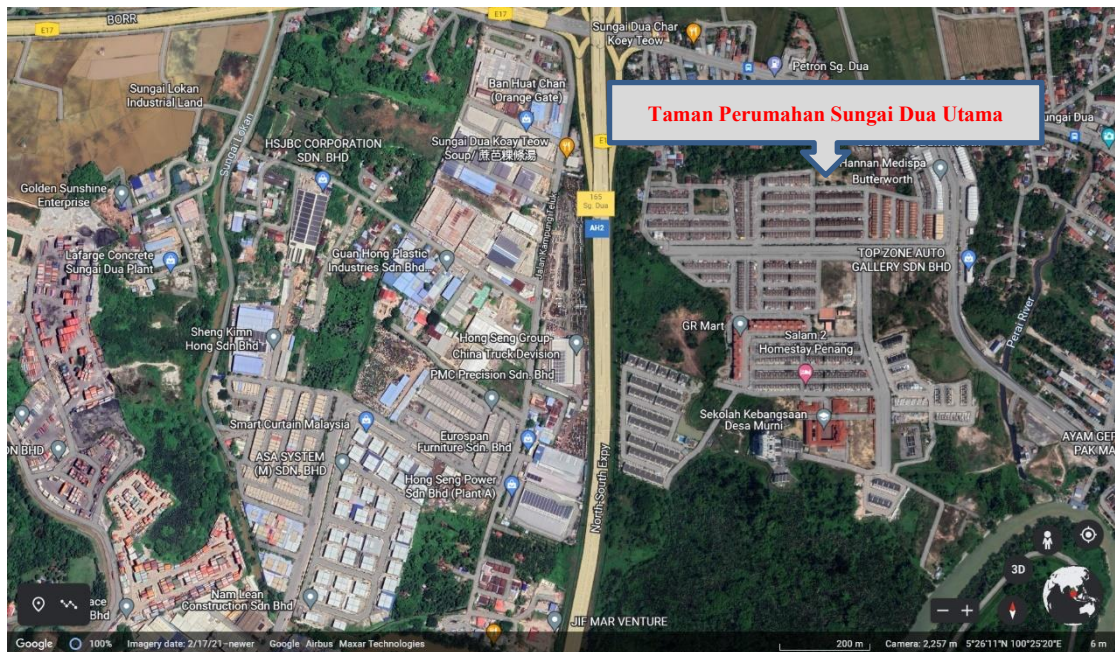 BORR
E17
E17
Sungai Dua Char
Koey Teow
Petron Sg. Dua
Sungai Lokan
Industrial Land
Ban Huat Chan
(Orange Gate)
Taman Perumahan Sungai Dua Utama
Sungai Lokan
HSJBC CORPORATION
SDN. BHD
Sungai Dua Koay Teow
Soup/ 蔗芭粿條湯
Hannan Medispa
Butterworth
Golden Sunshine
Enterprise
165
Sg. Dua
AH2
Jalan Kampung Teluk
Lafarge Concrete
Sungai Dua Plant
Guan Hong Plastic
Industries Sdn Bhd...
TOP ZONE AUTO
GALLERY SDN BHD
Perai River
Sheng Kimn
Hong Sdn Bhd
Hong Seng Group-
China Truck Devision
GR Mart
Salam 2
Homestay Penang
PMC Precision Sdn. Bhd
Smart Curtain Malaysia
Eurospan
Furniture Sdn. Bhd
Sekolah Kebangsaan
Desa Murni
ASA SYSTEM
(M) SDN. BHD
Hong Seng Power
Sdn Bhd (Plant A)
North South Expy
Nam Lean
Construction Sdn Bhd
JIF MAR VENTURE
3D
Google 100% Imagery date: 2/17/21-newer Google Airbus Maxar Technologies 200 m Camera: 2,257 m 5°26'11"N 100°25'20"E 6 m